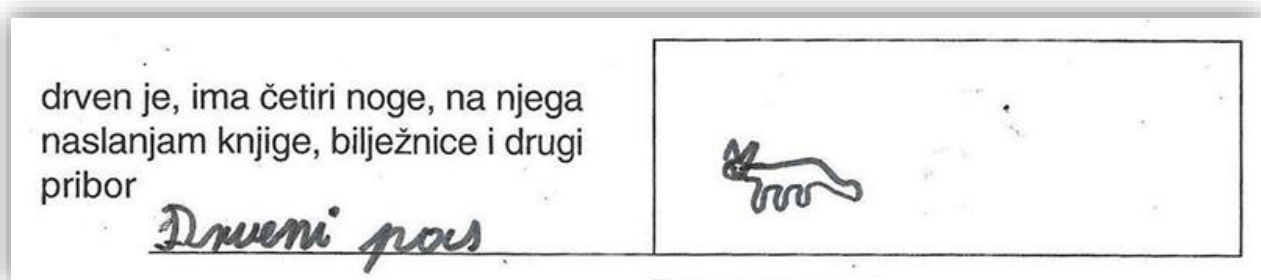 drven je, ima četiri noge, na njega
naslanjam knjige, bilježnice i drugi
pribor
Drveni pas